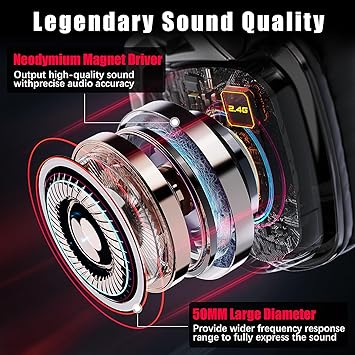 Legendary Sound Quality
Neodymium Magnet Driver
Output high-quality sound
withprecise audio accuracy
2.4G
50MM Large Diameter
Provide wider frequency response
range to fully express the sound